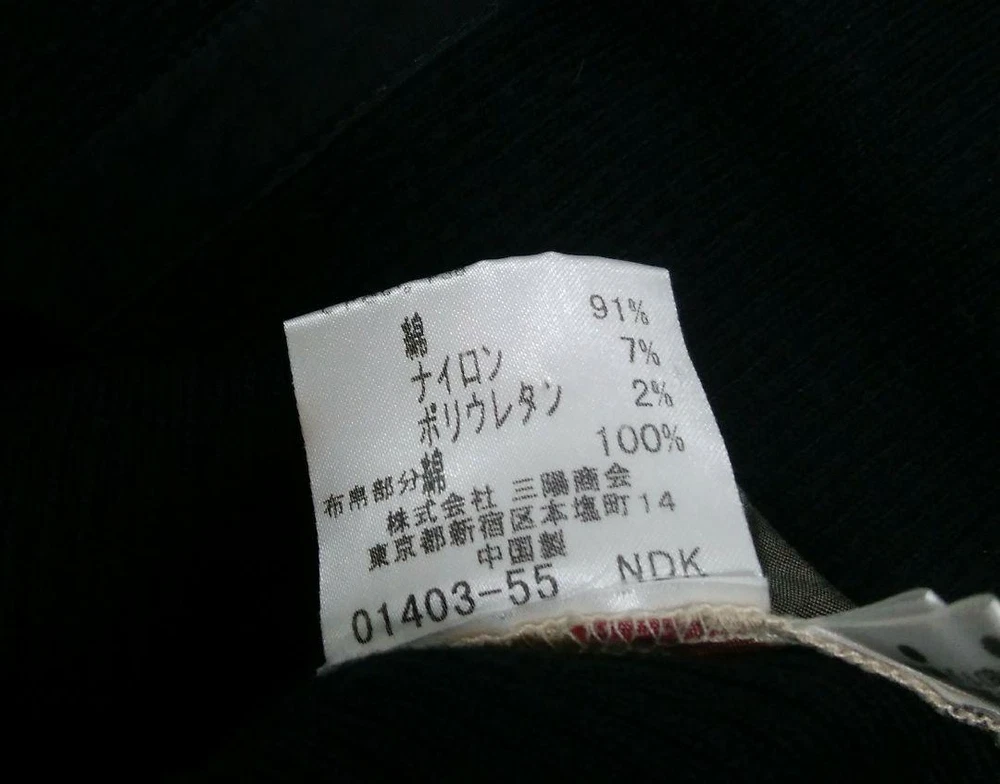 綿 91%
ナイロン 7%
ポリウレタン 2%
布帛部分綿 100%
株式会社 三陽商会
東京都新宿区本塩町14
中国製
01403-55 NDK